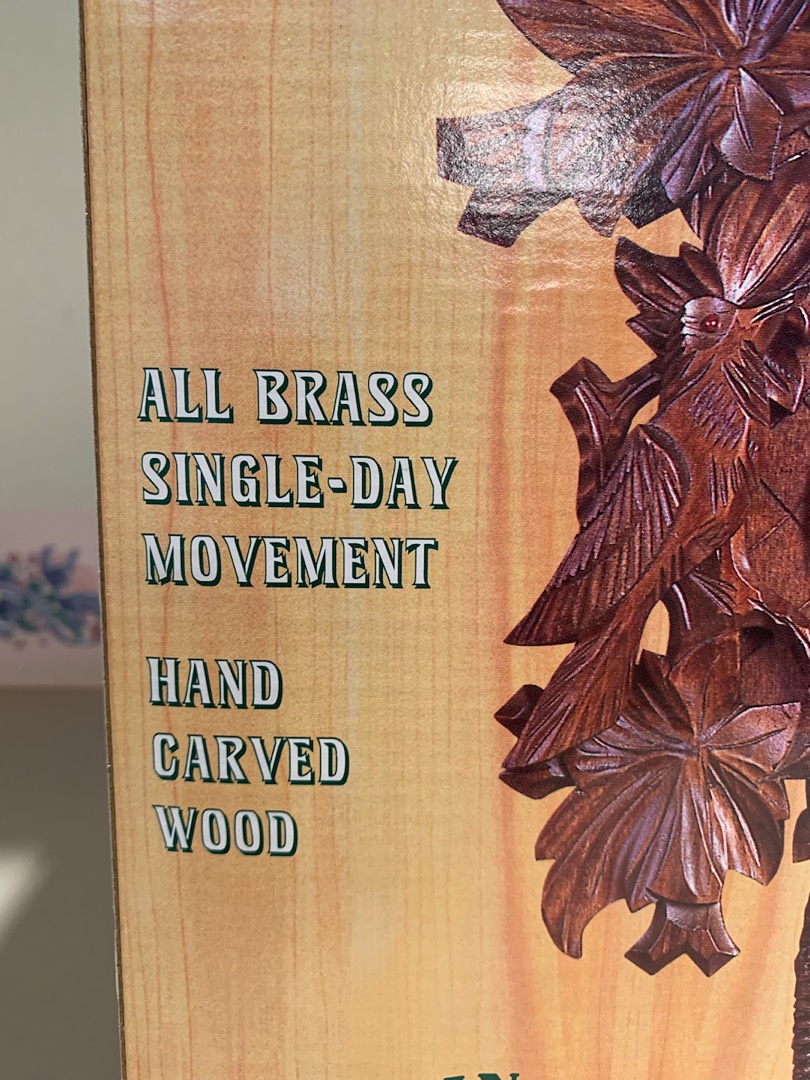 ALL BRASS
SINGLE-DAY
MOVEMENT
HAND
CARVED
WOOD